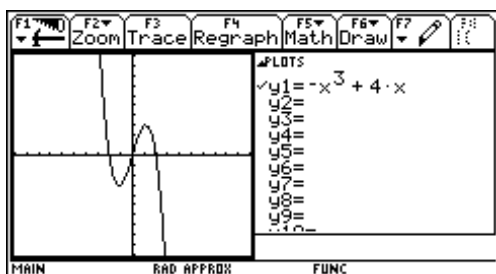 F1 F2 F3 F4 F5 F6 F7
Zoom Trace Regraph Math Draw
PLOTS
✓y1=-x³ + 4·x
y2=
y3=
y4=
y5=
y6=
y7=
y8=
y9=
MAIN RAD APPROX FUNC